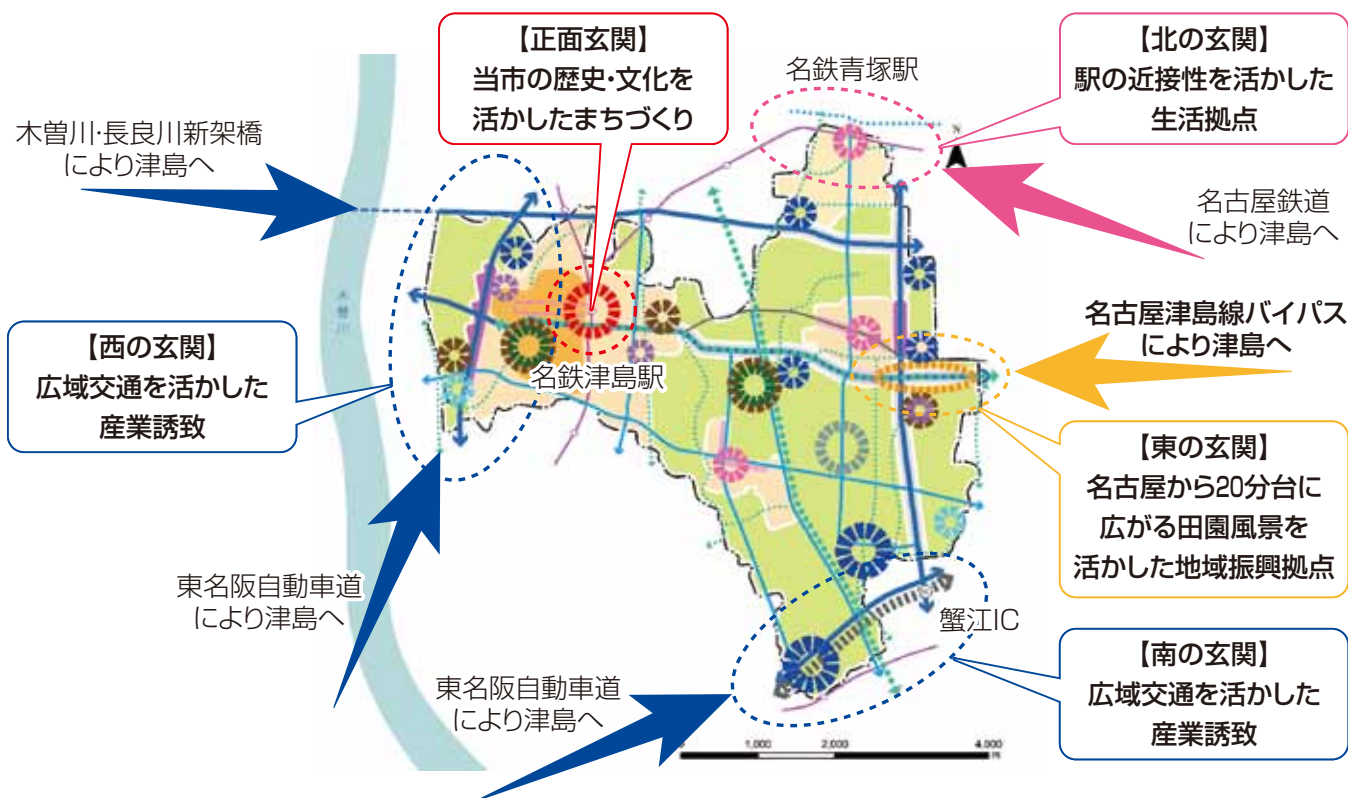 【正面玄関】
当市の歴史・文化を
活かしたまちづくり
名鉄青塚駅
【北の玄関】
駅の近接性を活かした
生活拠点
木曽川・長良川新架橋
により津島へ
N
名古屋鉄道
により津島へ
木曽川
名古屋津島線バイパス
により津島へ
【西の玄関】
広域交通を活かした
産業誘致
名鉄津島駅
【東の玄関】
名古屋から20分台に
広がる田園風景を
活かした地域振興拠点
東名阪自動車道
により津島へ
蟹江IC
東名阪自動車道
により津島へ
【南の玄関】
広域交通を活かした
産業誘致
0 1,000 2,000 4,000
m